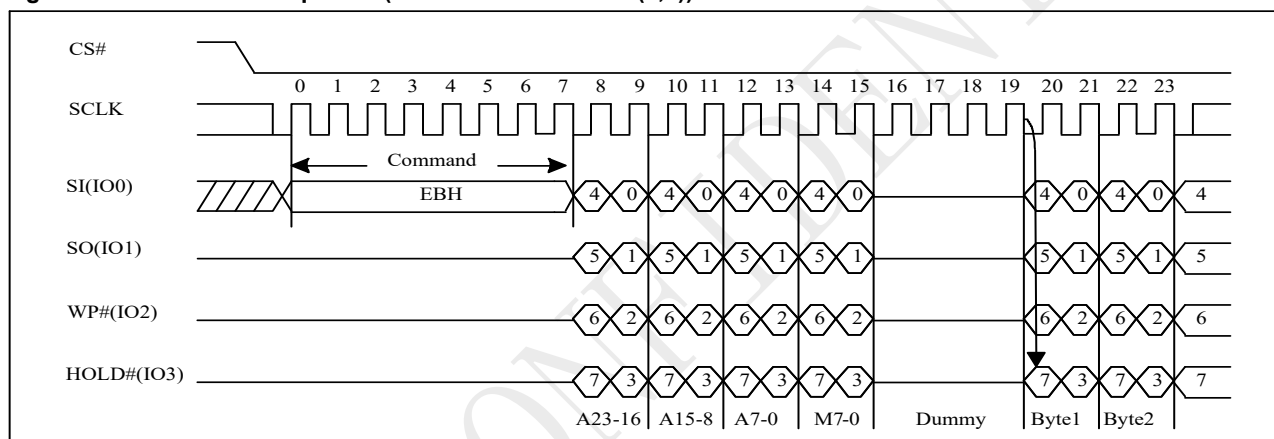 CS#
0 1 2 3 4 5 6 7 8 9 10 11 12 13 14 15 16 17 18 19 20 21 22 23
SCLK
Command
SI(IO0) EBH 4 0 4 0 4 0 4 0 4 0 4 0 4
SO(IO1) 5 1 5 1 5 1 5 1 5 1 5 1 5
WP#(IO2) 6 2 6 2 6 2 6 2 6 2 6 2 6
HOLD#(IO3) 7 3 7 3 7 3 7 3 7 3 7 3 7
A23-16 A15-8 A7-0 M7-0 Dummy Byte1 Byte2